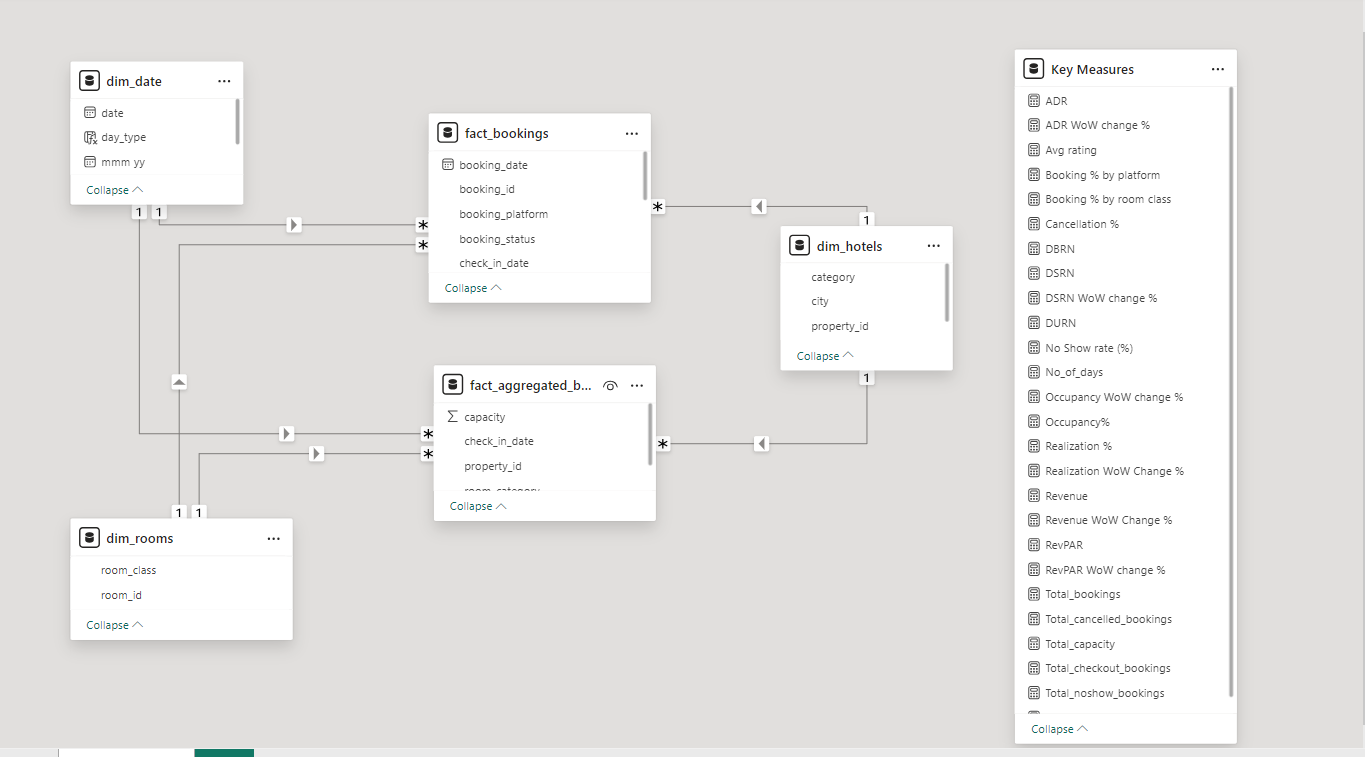 dim_date
date
day_type
mmm yy
Collapse
1 1
fact_bookings
booking_date
booking_id
booking_platform
booking_status
check_in_date
Collapse
*
*
*
1
dim_hotels
category
city
property_id
Collapse
1
fact_aggregated_b...
capacity
check_in_date
property_id
room_category
Collapse
*
*
*
1 1
dim_rooms
room_class
room_id
Collapse
Key Measures
ADR
ADR WoW change %
Avg rating
Booking % by platform
Booking % by room class
Cancellation %
DBRN
DSRN
DSRN WoW change %
DURN
No Show rate (%)
No_of_days
Occupancy WoW change %
Occupancy%
Realization %
Realization WoW Change %
Revenue
Revenue WoW Change %
RevPAR
RevPAR WoW change %
Total_bookings
Total_cancelled_bookings
Total_capacity
Total_checkout_bookings
Total_noshow_bookings
Collapse